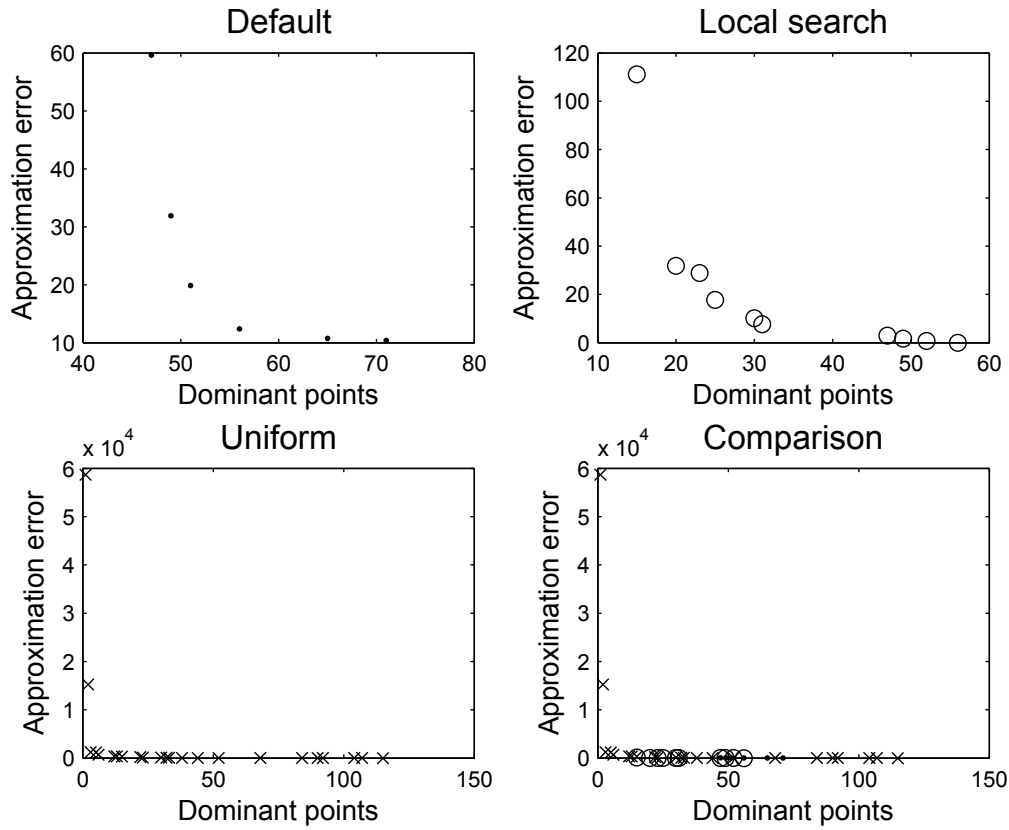 Default
Approximation error
60
50
40
30
20
10
40 50 60 70 80
Dominant points
Local search
Approximation error
120
100
80
60
40
20
0
10 20 30 40 50 60
Dominant points
Uniform
x 10^4
Approximation error
6
5
4
3
2
1
0
0 50 100 150
Dominant points
Comparison
x 10^4
Approximation error
6
5
4
3
2
1
0
0 50 100 150
Dominant points